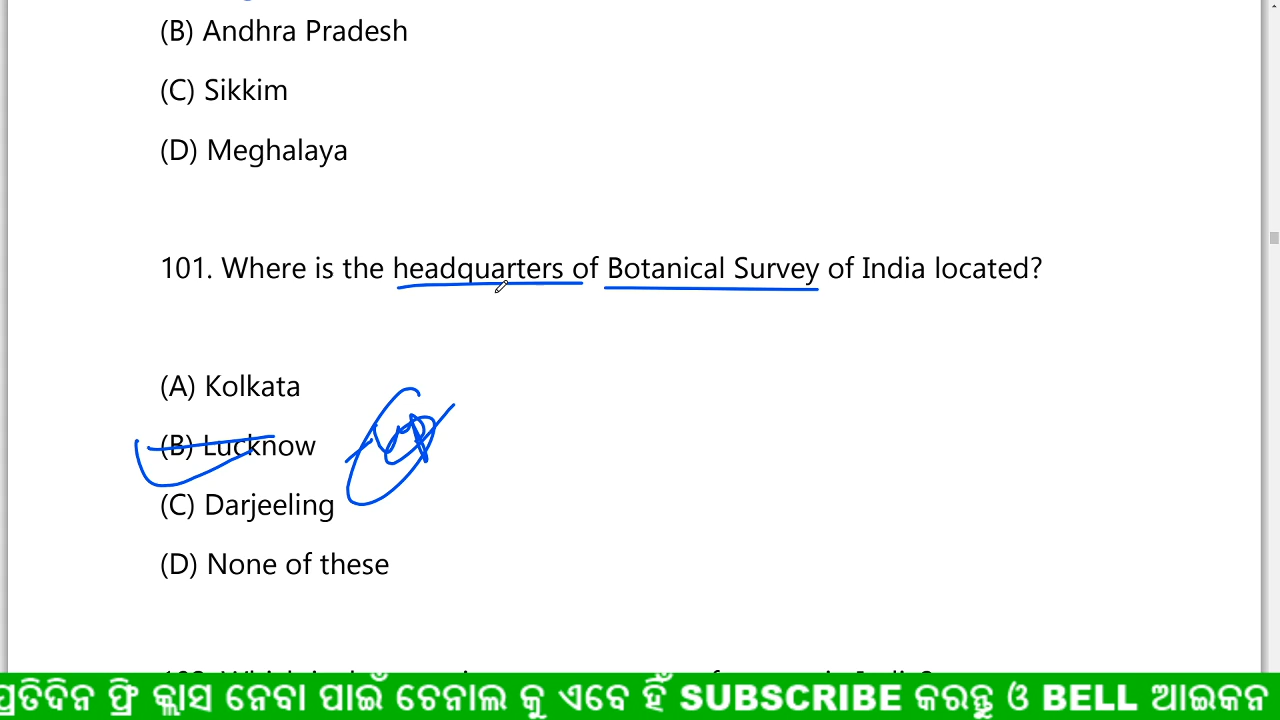 (B) Andhra Pradesh
(C) Sikkim
(D) Meghalaya
101. Where is the headquarters of Botanical Survey of India located?
(A) Kolkata
(B) Lucknow
(C) Darjeeling
(D) None of these
ପ୍ରତିଦିନ ଫ୍ରି କ୍ଲାସ ନେବା ପାଇଁ ଚେନାଲ କୁ ଏବେ ହିଁ SUBSCRIBE କରନ୍ତୁ ଓ BELL ଆଇକନ